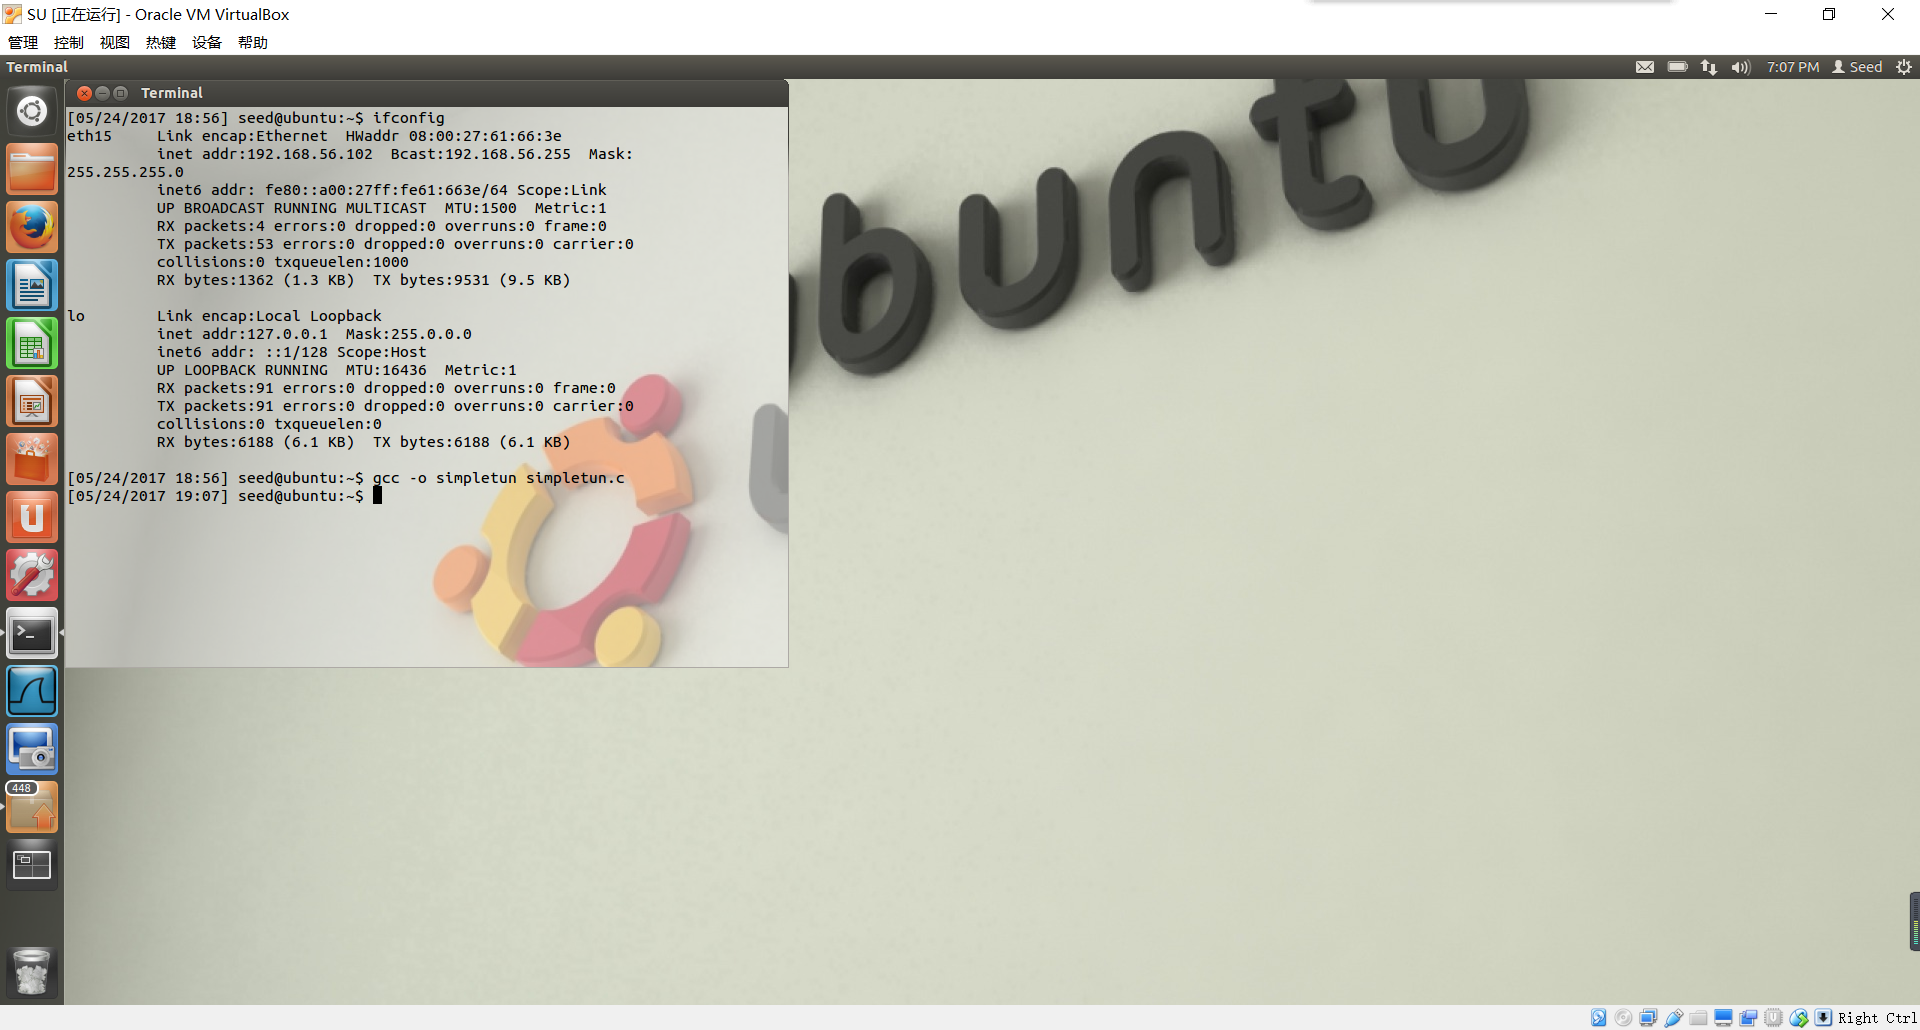 SU [正在运行] - Oracle VM VirtualBox
管理 控制 视图 热键 设备 帮助
Terminal 7:07 PM Seed
Terminal
[05/24/2017 18:56] seed@ubuntu:~$ ifconfig
eth15     Link encap:Ethernet  HWaddr 08:00:27:61:66:3e
          inet addr:192.168.56.102  Bcast:192.168.56.255  Mask:
255.255.255.0
          inet6 addr: fe80::a00:27ff:fe61:663e/64 Scope:Link
          UP BROADCAST RUNNING MULTICAST  MTU:1500  Metric:1
          RX packets:4 errors:0 dropped:0 overruns:0 frame:0
          TX packets:53 errors:0 dropped:0 overruns:0 carrier:0
          collisions:0 txqueuelen:1000
          RX bytes:1362 (1.3 KB)  TX bytes:9531 (9.5 KB)
lo        Link encap:Local Loopback
          inet addr:127.0.0.1  Mask:255.0.0.0
          inet6 addr: ::1/128 Scope:Host
          UP LOOPBACK RUNNING  MTU:16436  Metric:1
          RX packets:91 errors:0 dropped:0 overruns:0 frame:0
          TX packets:91 errors:0 dropped:0 overruns:0 carrier:0
          collisions:0 txqueuelen:0
          RX bytes:6188 (6.1 KB)  TX bytes:6188 (6.1 KB)
[05/24/2017 18:56] seed@ubuntu:~$ gcc -o simpletun simpletun.c
[05/24/2017 19:07] seed@ubuntu:~$
ubuntu
448
Right Ctrl